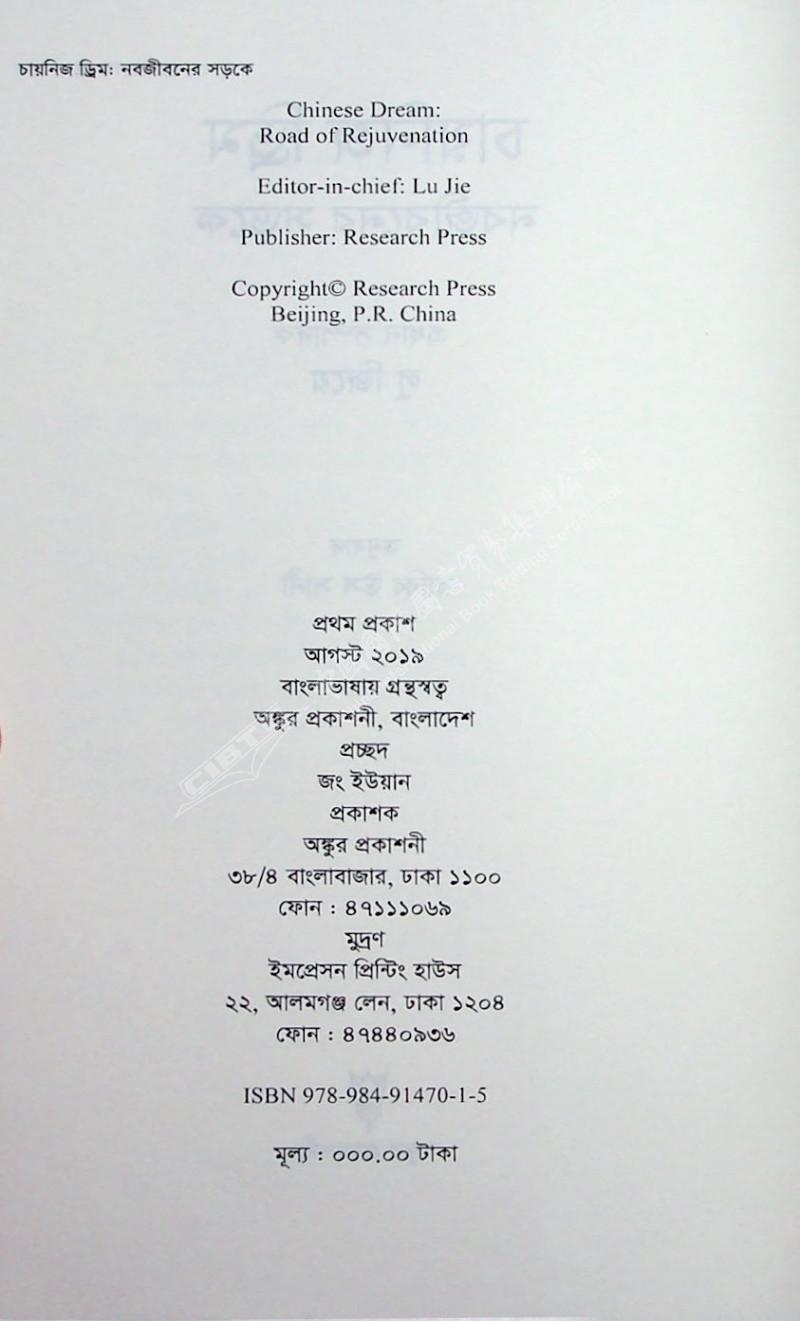 চায়নিজ ড্রিম: নবজীবনের সড়কে
Chinese Dream:
Road of Rejuvenation
Editor-in-chief: Lu Jie
Publisher: Research Press
Copyright© Research Press
Beijing, P.R. China
প্রথম প্রকাশ
আগস্ট ২০১৯
বাংলাভাষায় গ্রন্থস্বত্ব
অঙ্কুর প্রকাশনী, বাংলাদেশ
প্রচ্ছদ
জং ইউয়ান
প্রকাশক
অঙ্কুর প্রকাশনী
৩৮/৪ বাংলাবাজার, ঢাকা ১১০০
ফোন : ৪৭১১১০৬৯
মুদ্রণ
ইমপ্রেসন প্রিন্টিং হাউস
২২, আলমগঞ্জ লেন, ঢাকা ১২০৪
ফোন : ৪৭৪৪০৯৩৬
ISBN 978-984-91470-1-5
মূল্য : ০০০.০০ টাকা
CIBTC